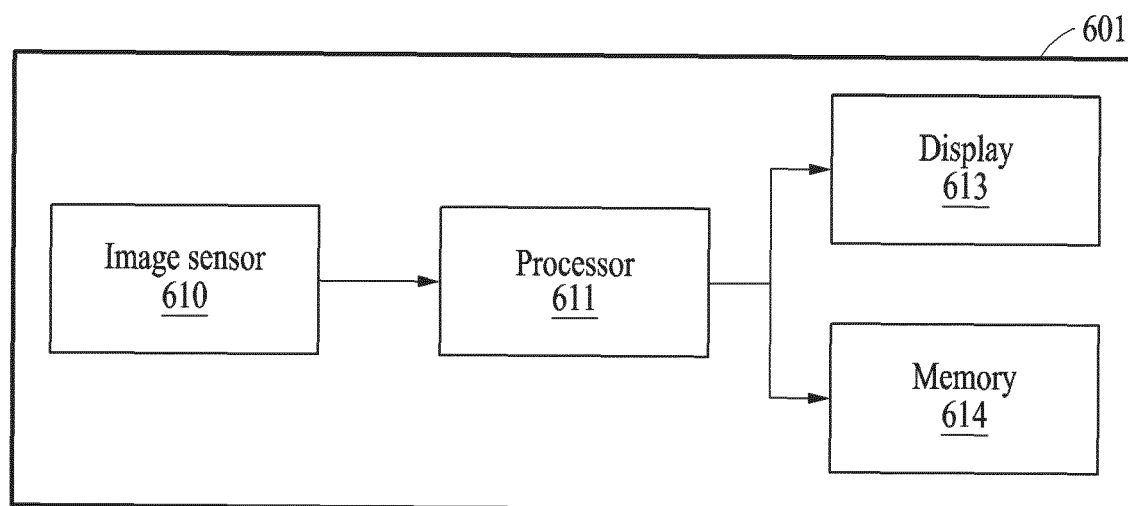 601
Display
613
Image sensor
610
Processor
611
Memory
614